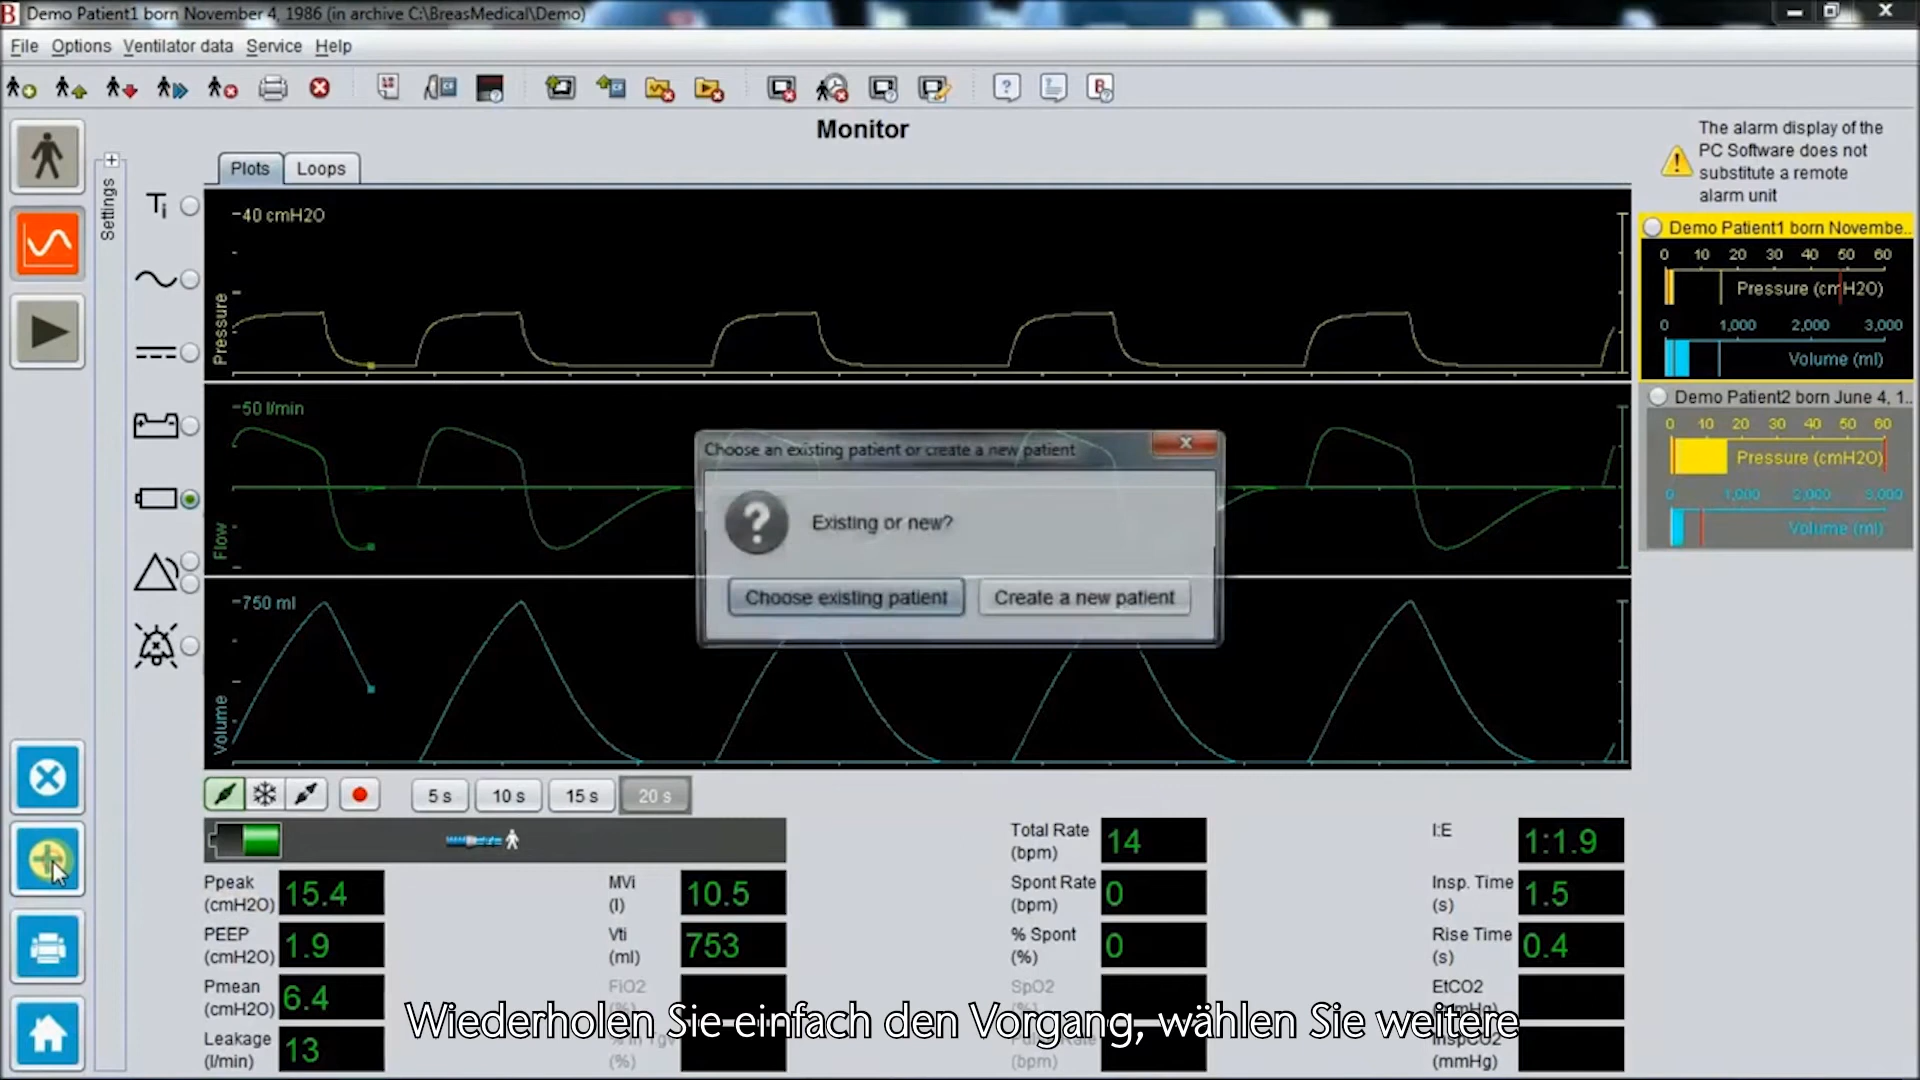 B Demo Patient1 born November 4, 1986 (in archive C:\BreasMedical\Demo)
File Options Ventilator data Service Help
Monitor
Plots Loops
Settings
Ti
The alarm display of the
PC Software does not
substitute a remote
alarm unit
-40 cmH2O
Pressure
-50 l/min
Flow
-750 ml
Volume
Demo Patient1 born Novembe..
0 10 20 30 40 50 60
Pressure (cmH2O)
0 1,000 2,000 3,000
Volume (ml)
Demo Patient2 born June 4, 1..
0 10 20 30 40 50 60
Pressure (cmH2O)
0 1,000 2,000 3,000
Volume (ml)
Choose an existing patient or create a new patient
Existing or new?
Choose existing patient Create a new patient
5 s 10 s 15 s 20 s
Ppeak
(cmH2O) 15.4
PEEP
(cmH2O) 1.9
Pmean
(cmH2O) 6.4
Leakage
(l/min) 13
MVi
(l) 10.5
Vti
(ml) 753
FiO2
(%)
(%)
Total Rate
(bpm) 14
Spont Rate
(bpm) 0
% Spont
(%) 0
SpO2
(bpm)
I:E 1:1.9
Insp. Time
(s) 1.5
Rise Time
(s) 0.4
EtCO2
InspCO2
(mmHg)
Wiederholen Sie einfach den Vorgang, wählen Sie weitere